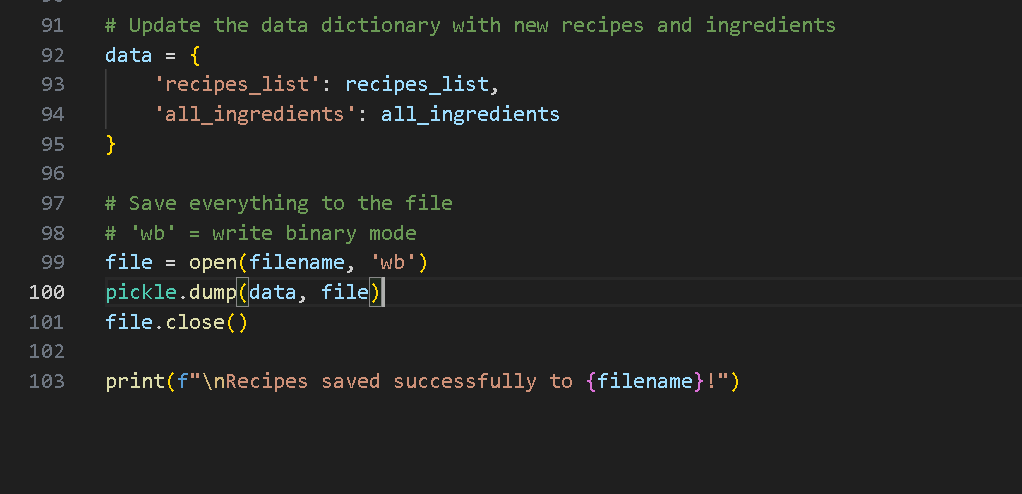 91 # Update the data dictionary with new recipes and ingredients
92 data = {
93     'recipes_list': recipes_list,
94     'all_ingredients': all_ingredients
95 }
96
97 # Save everything to the file
98 # 'wb' = write binary mode
99 file = open(filename, 'wb')
100 pickle.dump(data, file)
101 file.close()
102
103 print(f"\nRecipes saved successfully to {filename}!")